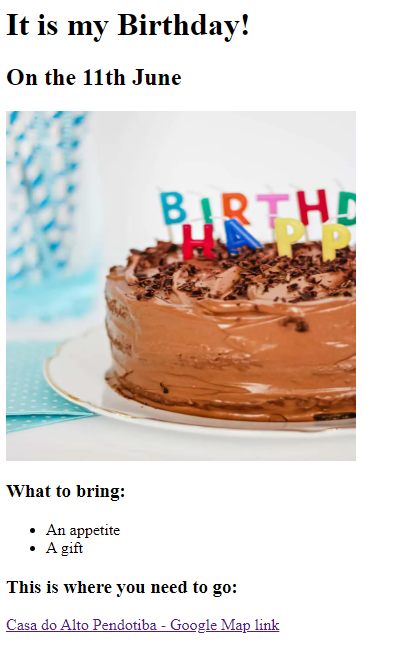 It is my Birthday!
On the 11th June
BIRTHD
HAPP
What to bring:
An appetite
A gift
This is where you need to go:
Casa do Alto Pendotiba - Google Map link